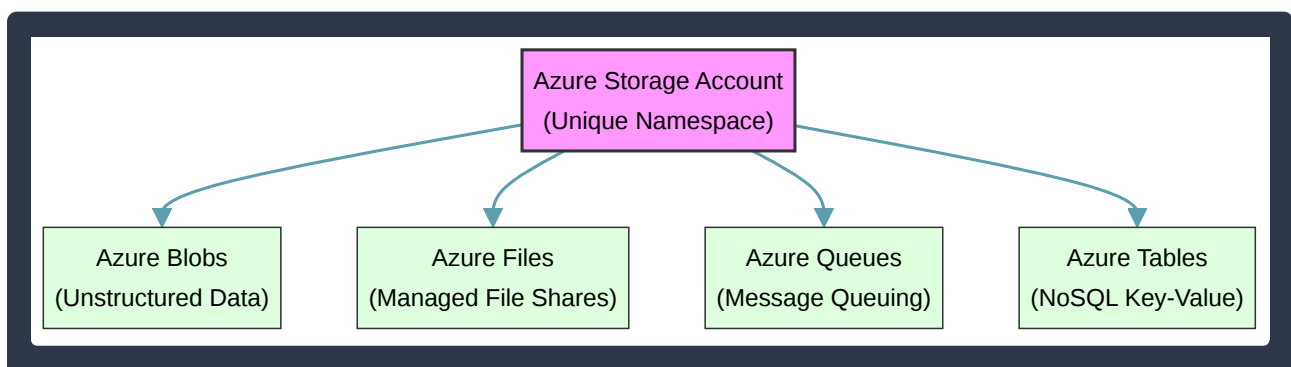 Azure Storage Account
(Unique Namespace)
Azure Blobs
(Unstructured Data)
Azure Files
(Managed File Shares)
Azure Queues
(Message Queuing)
Azure Tables
(NoSQL Key-Value)